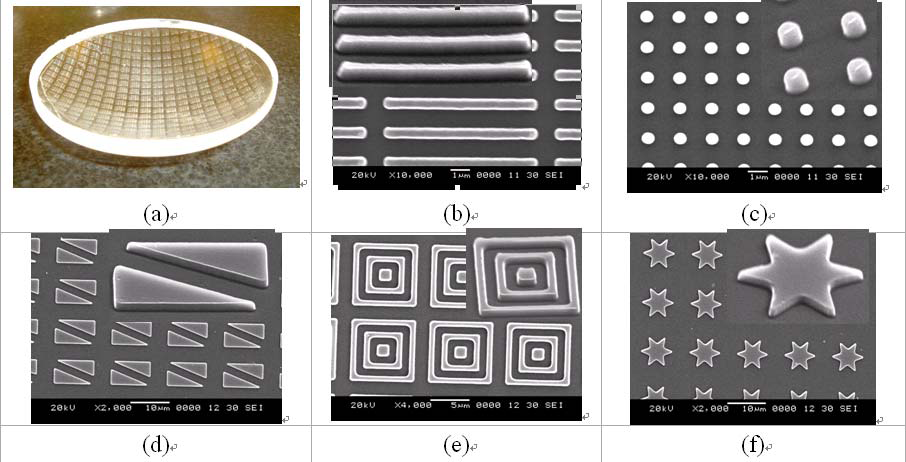 20kV X10,000 1μm 0000 11 30 SEI
20kV X10,000 1μm 0000 11 30 SEI
(a)
(b)
(c)
20kV X2,000 10μm 0000 12 30 SEI
20kV X4,000 5μm 0000 12 30 SEI
20kV X2,000 10μm 0000 12 30 SEI
(d)
(e)
(f)